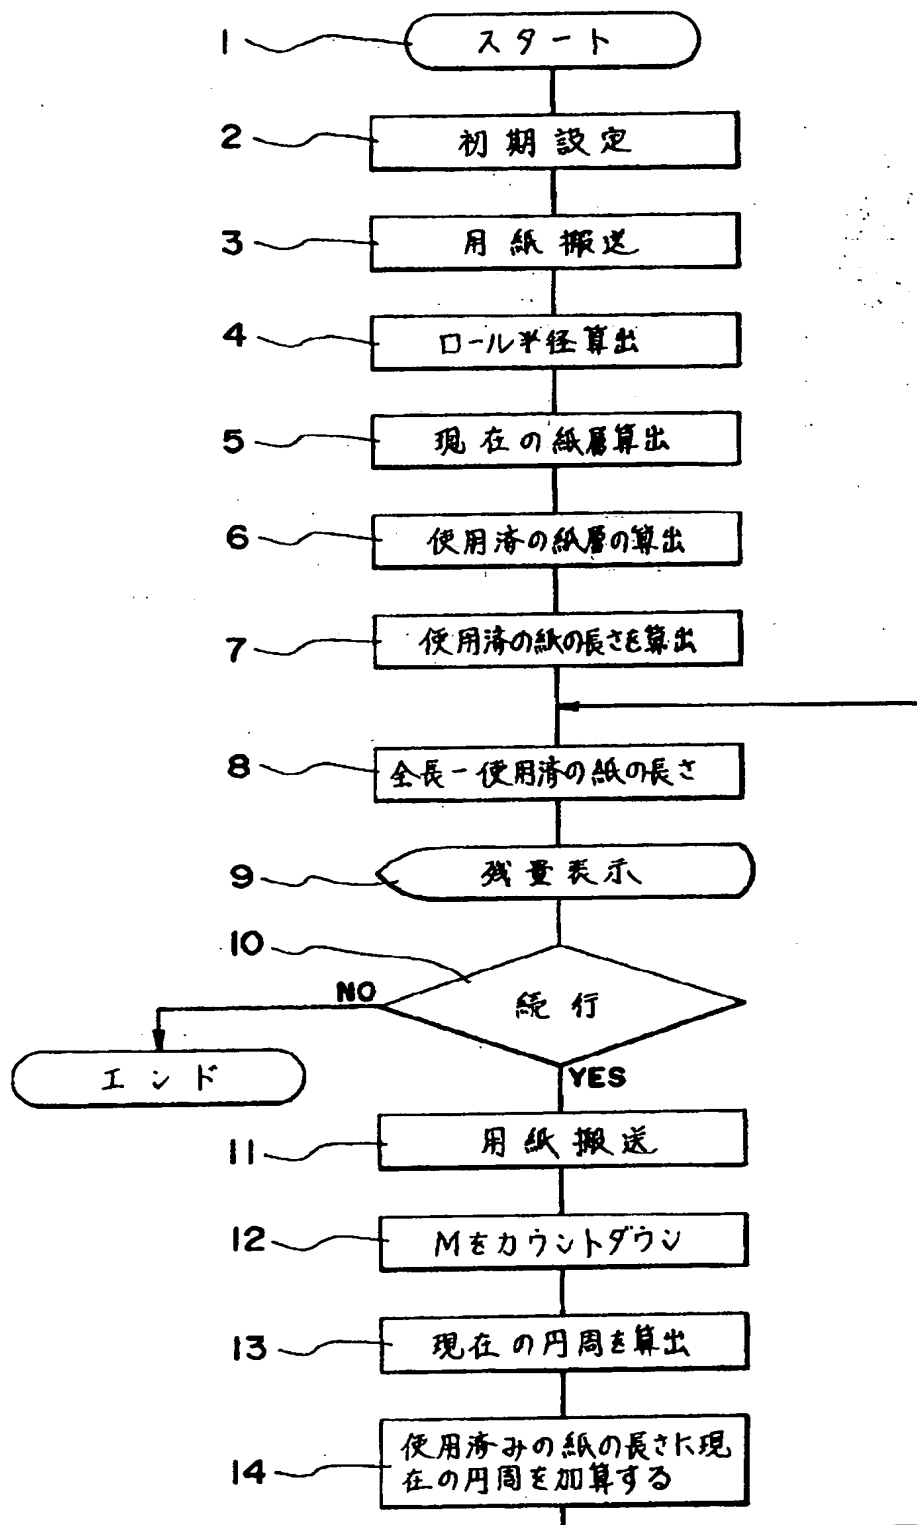 1 スタート
2 初期設定
3 用紙搬送
4 ロール半径算出
5 現在の紙層算出
6 使用済の紙層の算出
7 使用済の紙の長さを算出
8 全長-使用済の紙の長さ
9 残量表示
10 続行
NO
エンド
YES
11 用紙搬送
12 Mをカウントダウン
13 現在の円周を算出
14 使用済みの紙の長さに現
在の円周を加算する